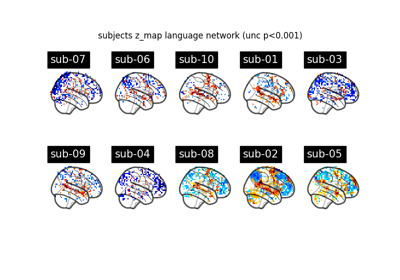 subjects z_map language network (unc p<0.001)
sub-07 sub-06 sub-10 sub-01 sub-03
sub-09 sub-04 sub-08 sub-02 sub-05